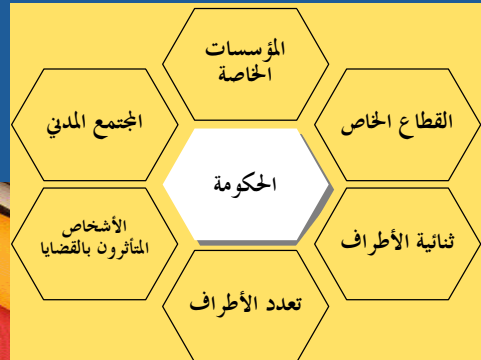 المؤسسات
الخاصة
القطاع الخاص
المجتمع المدني
الحكومة
ثنائية الأطراف
الأشخاص
المتأثرون بالقضايا
تعدد الأطراف